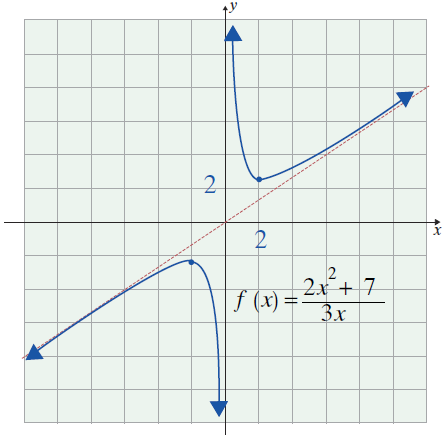 y
2
x
2
f (x) = (2x² + 7)/(3x)